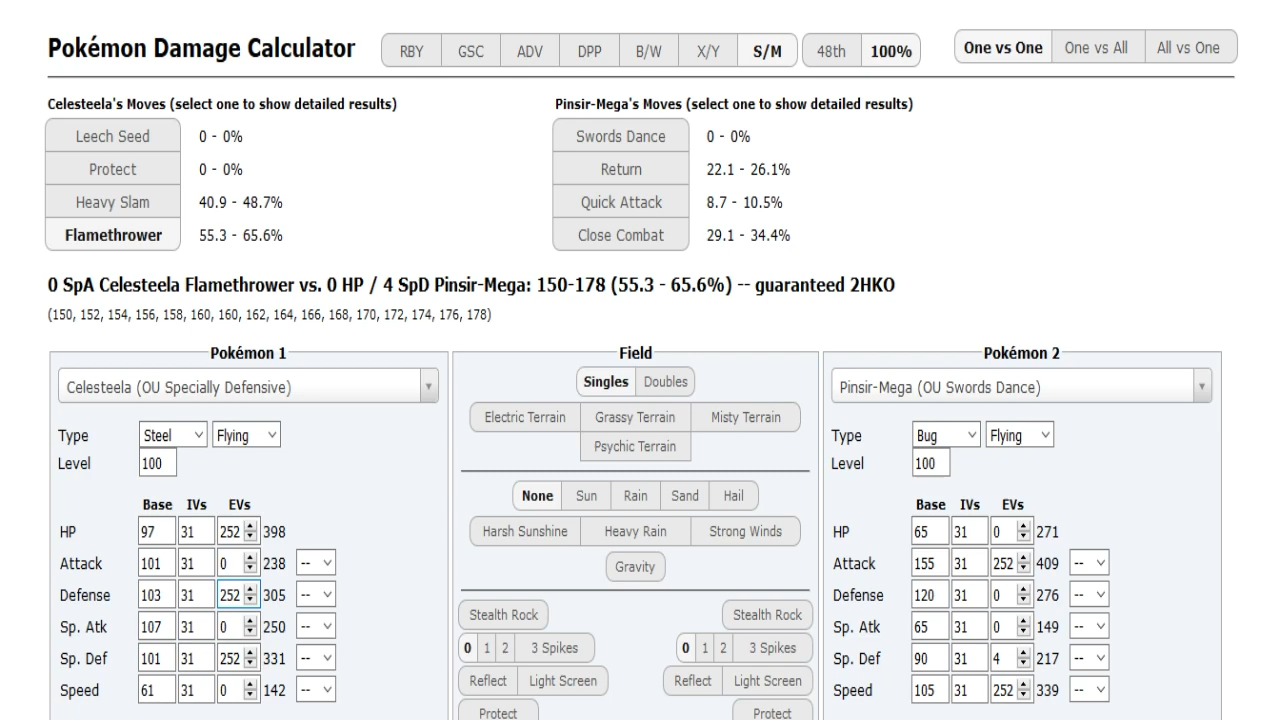 Pokémon Damage Calculator RBY GSC ADV DPP B/W X/Y S/M 48th 100% One vs One One vs All All vs One
Celesteela's Moves (select one to show detailed results) Pinsir-Mega's Moves (select one to show detailed results)
Leech Seed 0 - 0% Swords Dance 0 - 0%
Protect 0 - 0% Return 22.1 - 26.1%
Heavy Slam 40.9 - 48.7% Quick Attack 8.7 - 10.5%
Flamethrower 55.3 - 65.6% Close Combat 29.1 - 34.4%
0 SpA Celesteela Flamethrower vs. 0 HP / 4 SpD Pinsir-Mega: 150-178 (55.3 - 65.6%) -- guaranteed 2HKO
(150, 152, 154, 156, 158, 160, 160, 162, 164, 166, 168, 170, 172, 174, 176, 178)
Pokémon 1
Celesteela (OU Specially Defensive)
Type Steel Flying
Level 100
Base IVs EVs
HP 97 31 252 398
Attack 101 31 0 238 --
Defense 103 31 252 305 --
Sp. Atk 107 31 0 250 --
Sp. Def 101 31 252 331 --
Speed 61 31 0 142 --
Field
Singles Doubles
Electric Terrain Grassy Terrain Misty Terrain
Psychic Terrain
None Sun Rain Sand Hail
Harsh Sunshine Heavy Rain Strong Winds
Gravity
Stealth Rock Stealth Rock
0 1 2 3 Spikes 0 1 2 3 Spikes
Reflect Light Screen Reflect Light Screen
Protect Protect
Pokémon 2
Pinsir-Mega (OU Swords Dance)
Type Bug Flying
Level 100
Base IVs EVs
HP 65 31 0 271
Attack 155 31 252 409 --
Defense 120 31 0 276 --
Sp. Atk 65 31 0 149 --
Sp. Def 90 31 4 217 --
Speed 105 31 252 339 --